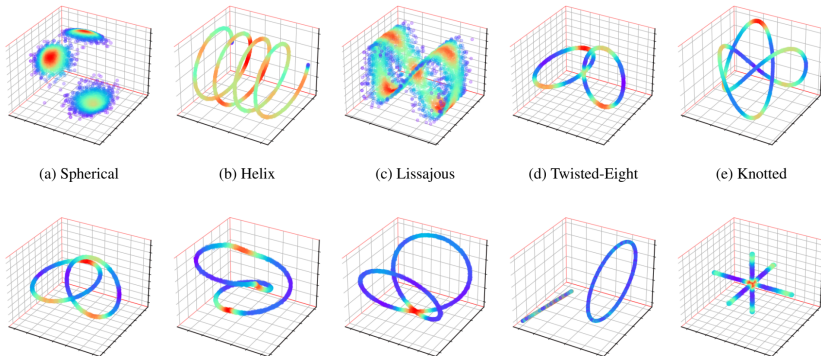 (a) Spherical
(b) Helix
(c) Lissajous
(d) Twisted-Eight
(e) Knotted